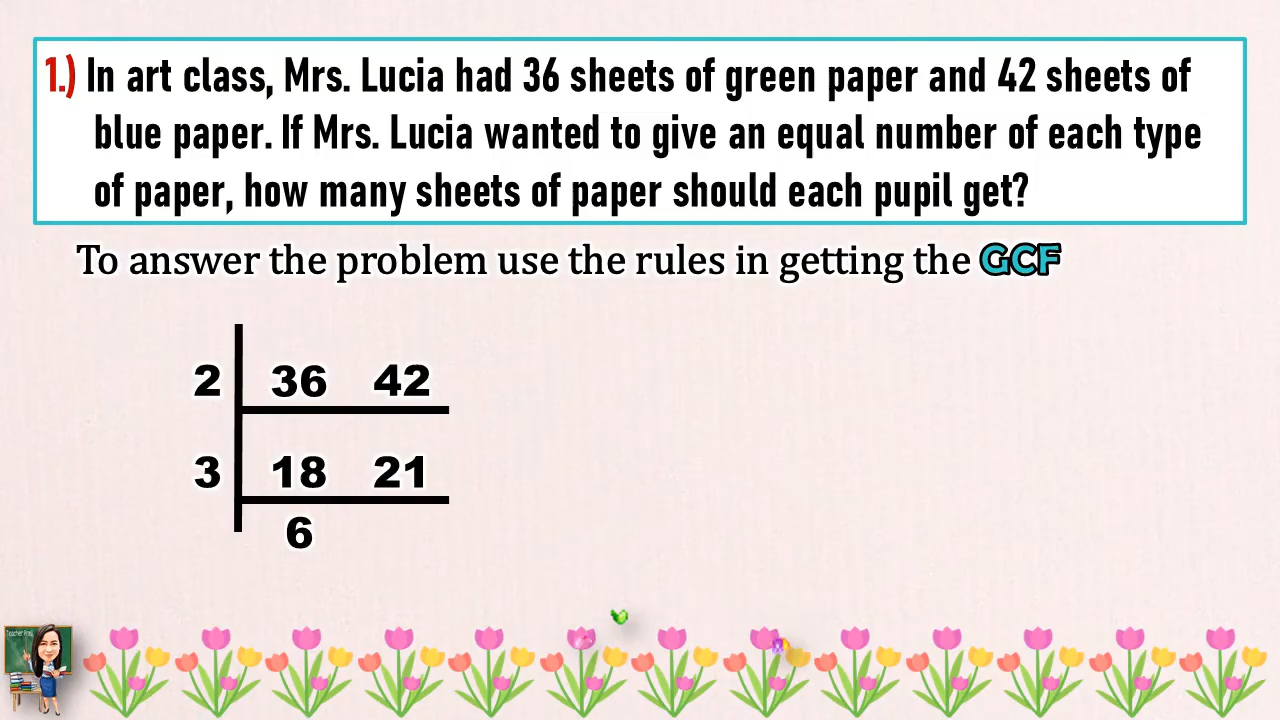 1.) In art class, Mrs. Lucia had 36 sheets of green paper and 42 sheets of
blue paper. If Mrs. Lucia wanted to give an equal number of each type
of paper, how many sheets of paper should each pupil get?
To answer the problem use the rules in getting the GCF
2 36 42
3 18 21
6